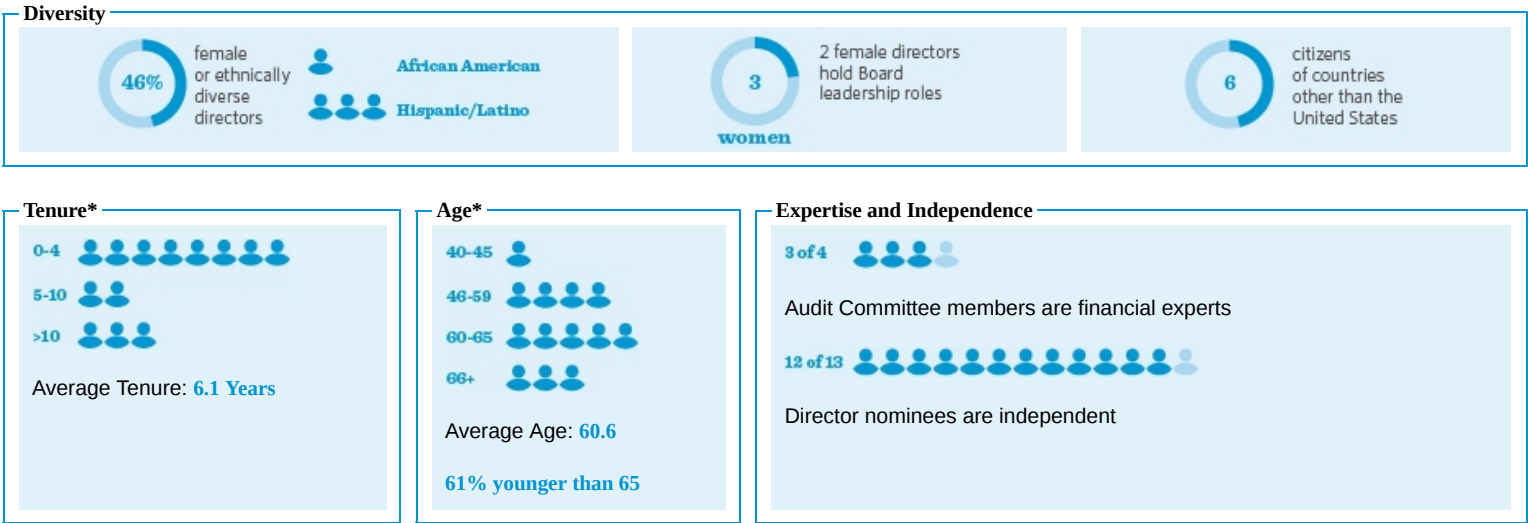 Diversity
46%
female
or ethnically
diverse
directors
African American
Hispanic/Latino
3
women
2 female directors
hold Board
leadership roles
6
citizens
of countries
other than the
United States
Tenure*
0-4
5-10
>10
Average Tenure: 6.1 Years
Age*
40-45
46-59
60-65
66+
Average Age: 60.6
61% younger than 65
Expertise and Independence
3 of 4
Audit Committee members are financial experts
12 of 13
Director nominees are independent